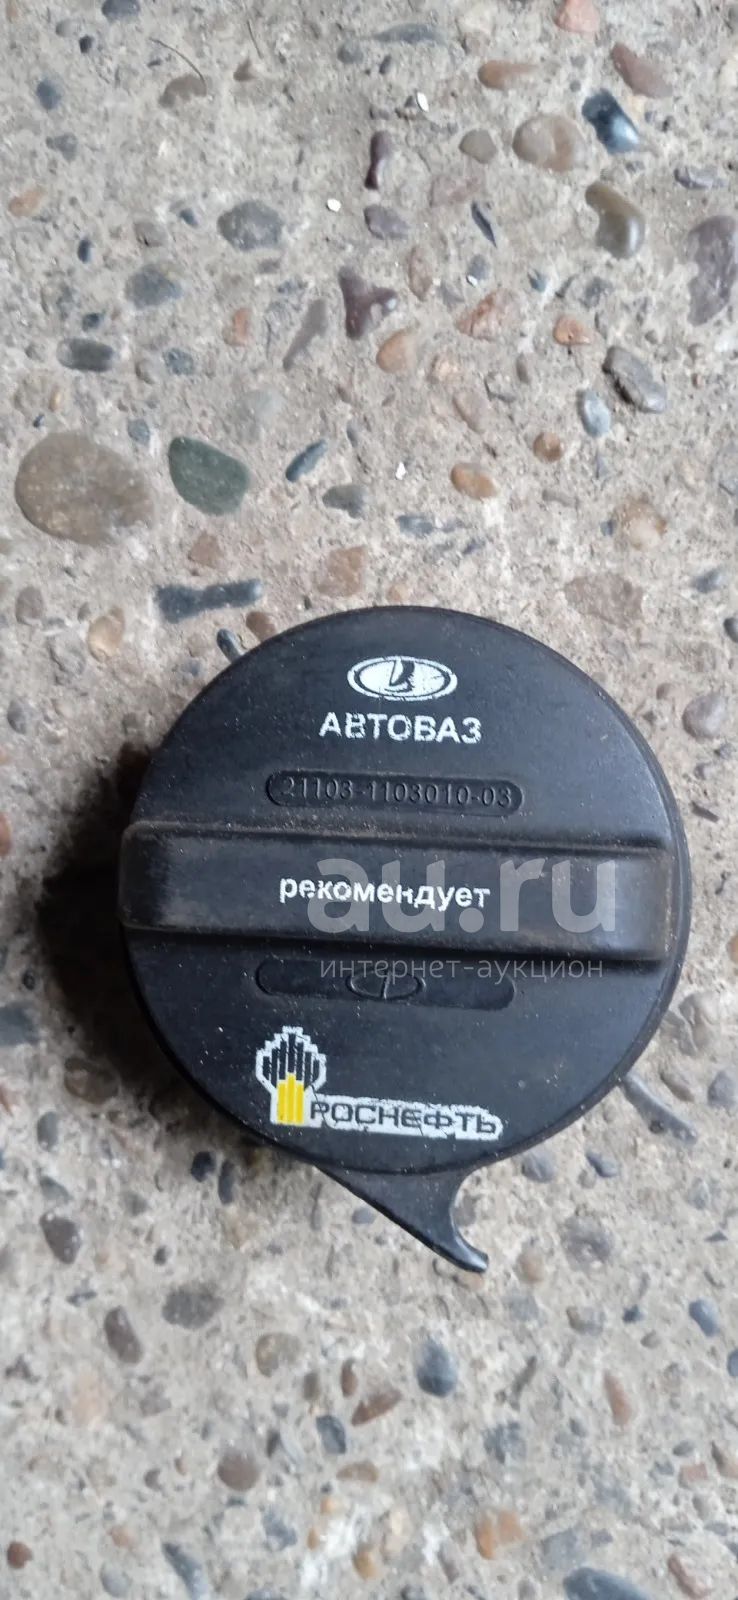 АВТОВАЗ
21103-1103010-03
рекомендует
au.ru
интернет-аукцион
РОСНЕФТЬ